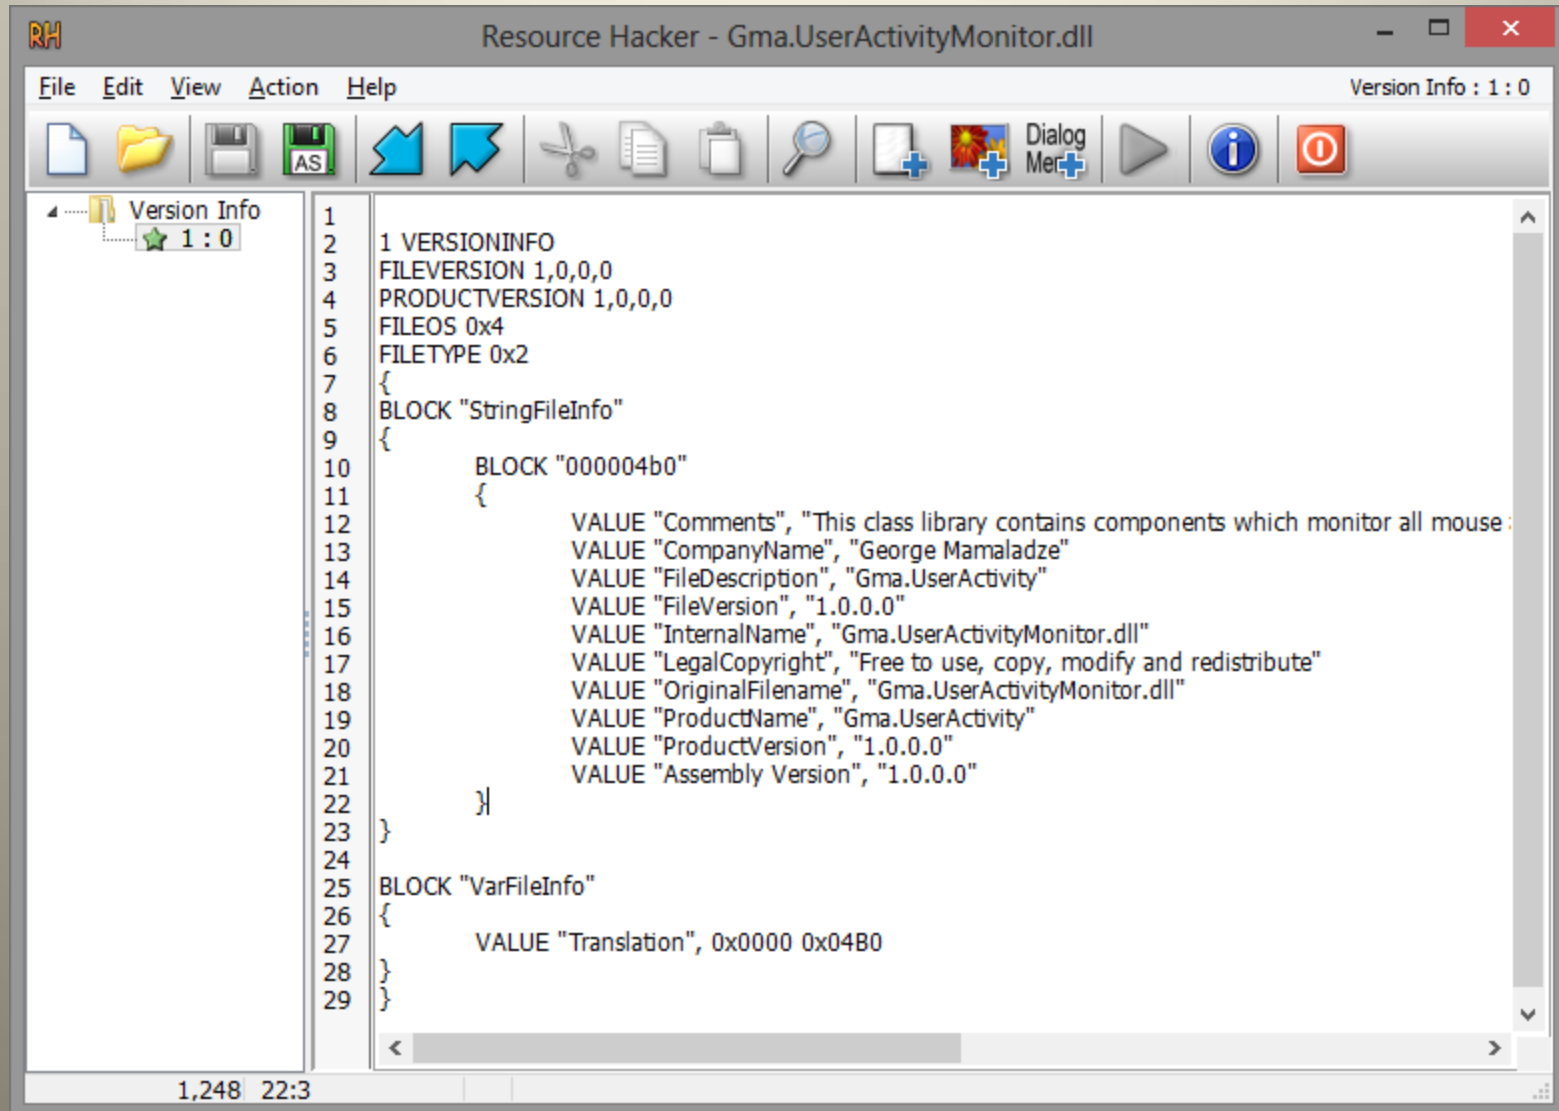 RH
Resource Hacker - Gma.UserActivityMonitor.dll
File Edit View Action Help Version Info : 1 : 0
AS
Dialog
Version Info
1 : 0
1
2 1 VERSIONINFO
3 FILEVERSION 1,0,0,0
4 PRODUCTVERSION 1,0,0,0
5 FILEOS 0x4
6 FILETYPE 0x2
7 {
8 BLOCK "StringFileInfo"
9 {
10 BLOCK "000004b0"
11 {
12 VALUE "Comments", "This class library contains components which monitor all mouse
13 VALUE "CompanyName", "George Mamaladze"
14 VALUE "FileDescription", "Gma.UserActivity"
15 VALUE "FileVersion", "1.0.0.0"
16 VALUE "InternalName", "Gma.UserActivityMonitor.dll"
17 VALUE "LegalCopyright", "Free to use, copy, modify and redistribute"
18 VALUE "OriginalFilename", "Gma.UserActivityMonitor.dll"
19 VALUE "ProductName", "Gma.UserActivity"
20 VALUE "ProductVersion", "1.0.0.0"
21 VALUE "Assembly Version", "1.0.0.0"
22 }
23 }
24
25 BLOCK "VarFileInfo"
26 {
27 VALUE "Translation", 0x0000 0x04B0
28 }
29 }
1,248 22:3